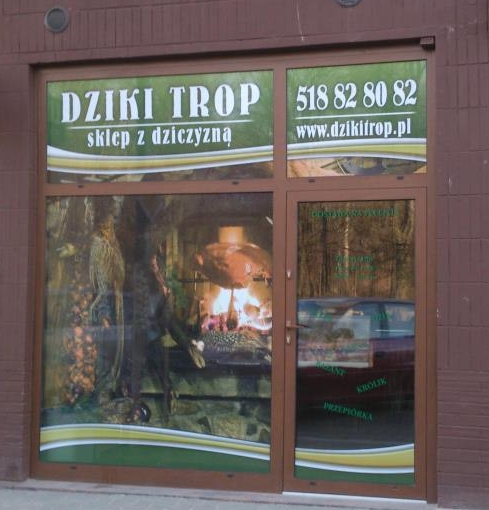 DZIKI TROP
sklep z dziczyzną
518 82 80 82
www.dzikitrop.pl
KRÓLIK
PRZEPIÓRKA